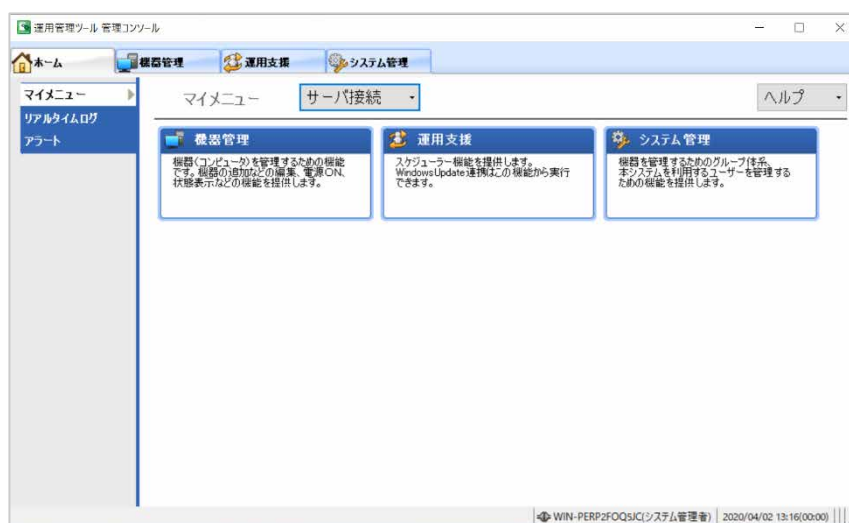 運用管理ツール 管理コンソール
ホーム
機器管理
運用支援
システム管理
マイメニュー
リアルタイムログ
アラート
マイメニュー
サーバ接続
ヘルプ
機器管理
機器(コンピュータ)を管理するための機能
です。機器の追加などの編集、電源ON、
状態表示などの機能を提供します。
運用支援
スケジューラー機能を提供します。
WindowsUpdate連携はこの機能から実行
できます。
システム管理
機器を管理するためのグループ体系、
本システムを利用するユーザーを管理する
ための機能を提供します。
WIN-PERP2FOQ5JC(システム管理者)
2020/04/02 13:16(00:00)